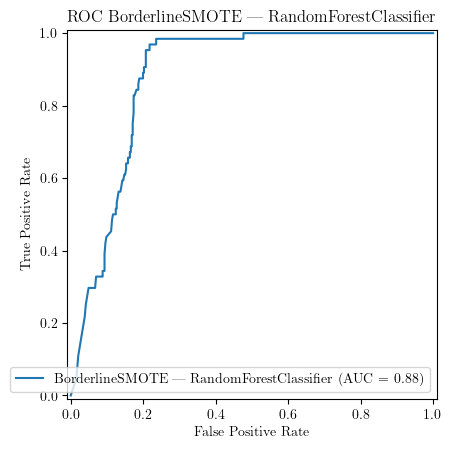 ROC BorderlineSMOTE — RandomForestClassifier
1.0
0.8
0.6
0.4
0.2
0.0
True Positive Rate
BorderlineSMOTE — RandomForestClassifier (AUC = 0.88)
0.0 0.2 0.4 0.6 0.8 1.0
False Positive Rate